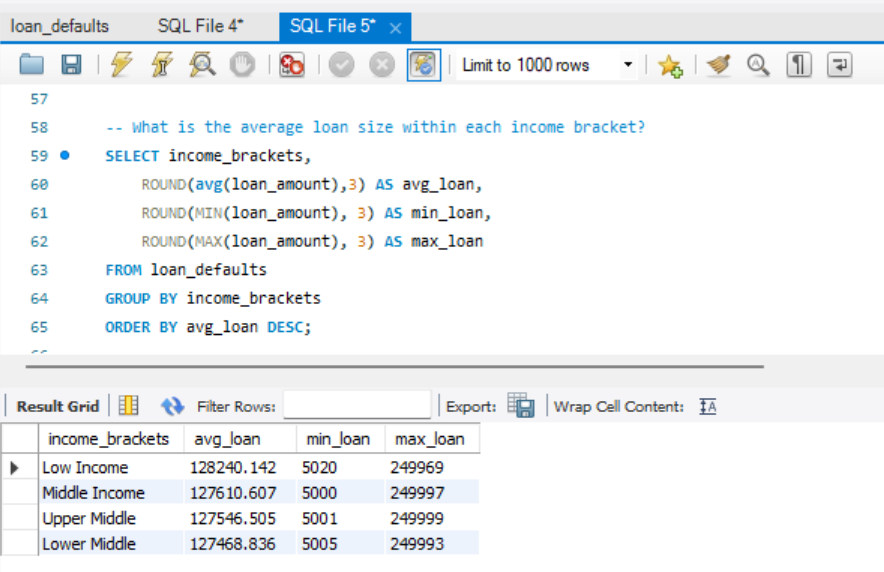 loan_defaults SQL File 4* SQL File 5* ×
Limit to 1000 rows
57
58 -- What is the average loan size within each income bracket?
59 SELECT income_brackets,
60 ROUND(avg(loan_amount),3) AS avg_loan,
61 ROUND(MIN(loan_amount), 3) AS min_loan,
62 ROUND(MAX(loan_amount), 3) AS max_loan
63 FROM loan_defaults
64 GROUP BY income_brackets
65 ORDER BY avg_loan DESC;
Result Grid Filter Rows: Export: Wrap Cell Content: IA
income_brackets avg_loan min_loan max_loan
Low Income 128240.142 5020 249969
Middle Income 127610.607 5000 249997
Upper Middle 127546.505 5001 249999
Lower Middle 127468.836 5005 249993